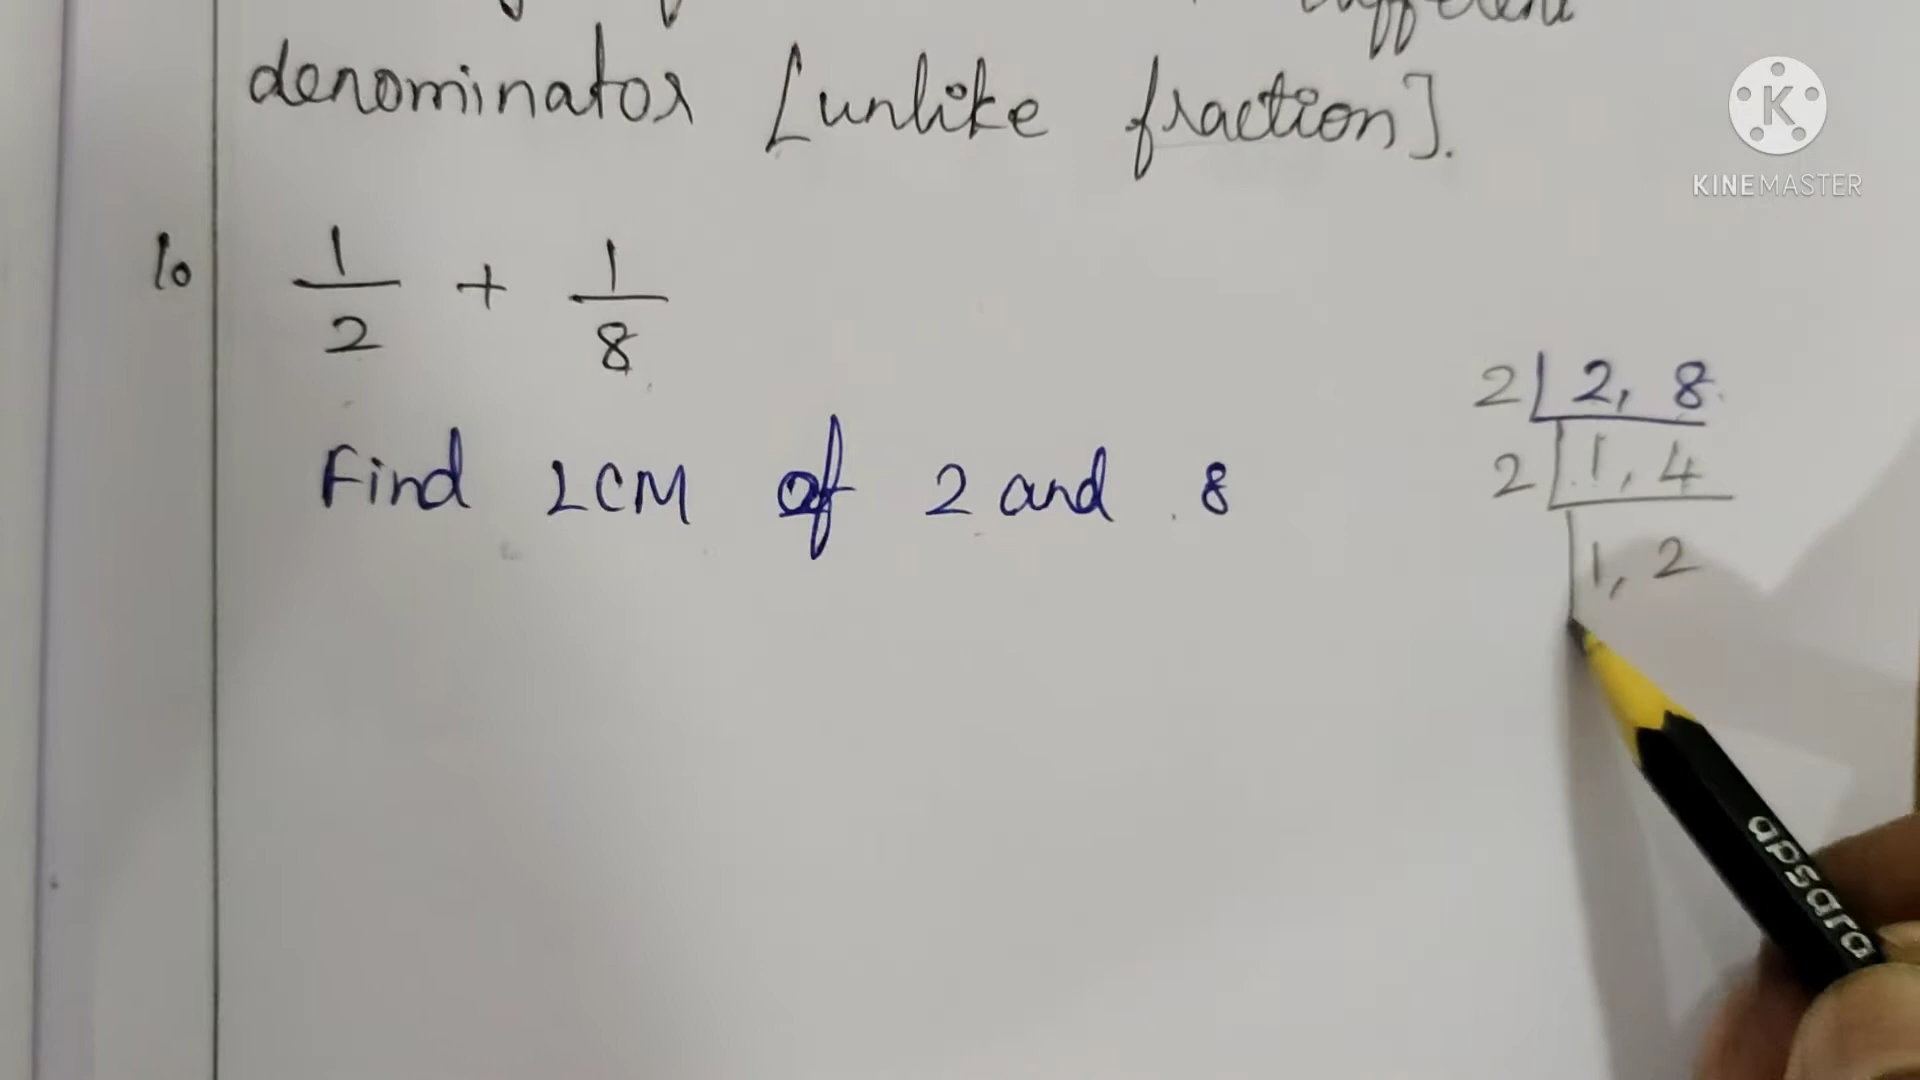 different
denominator [unlike fraction].
1. 1/2 + 1/8
Find LCM of 2 and 8
2 | 2, 8
2 | 1, 4
1, 2
K
KINEMASTER
apsara